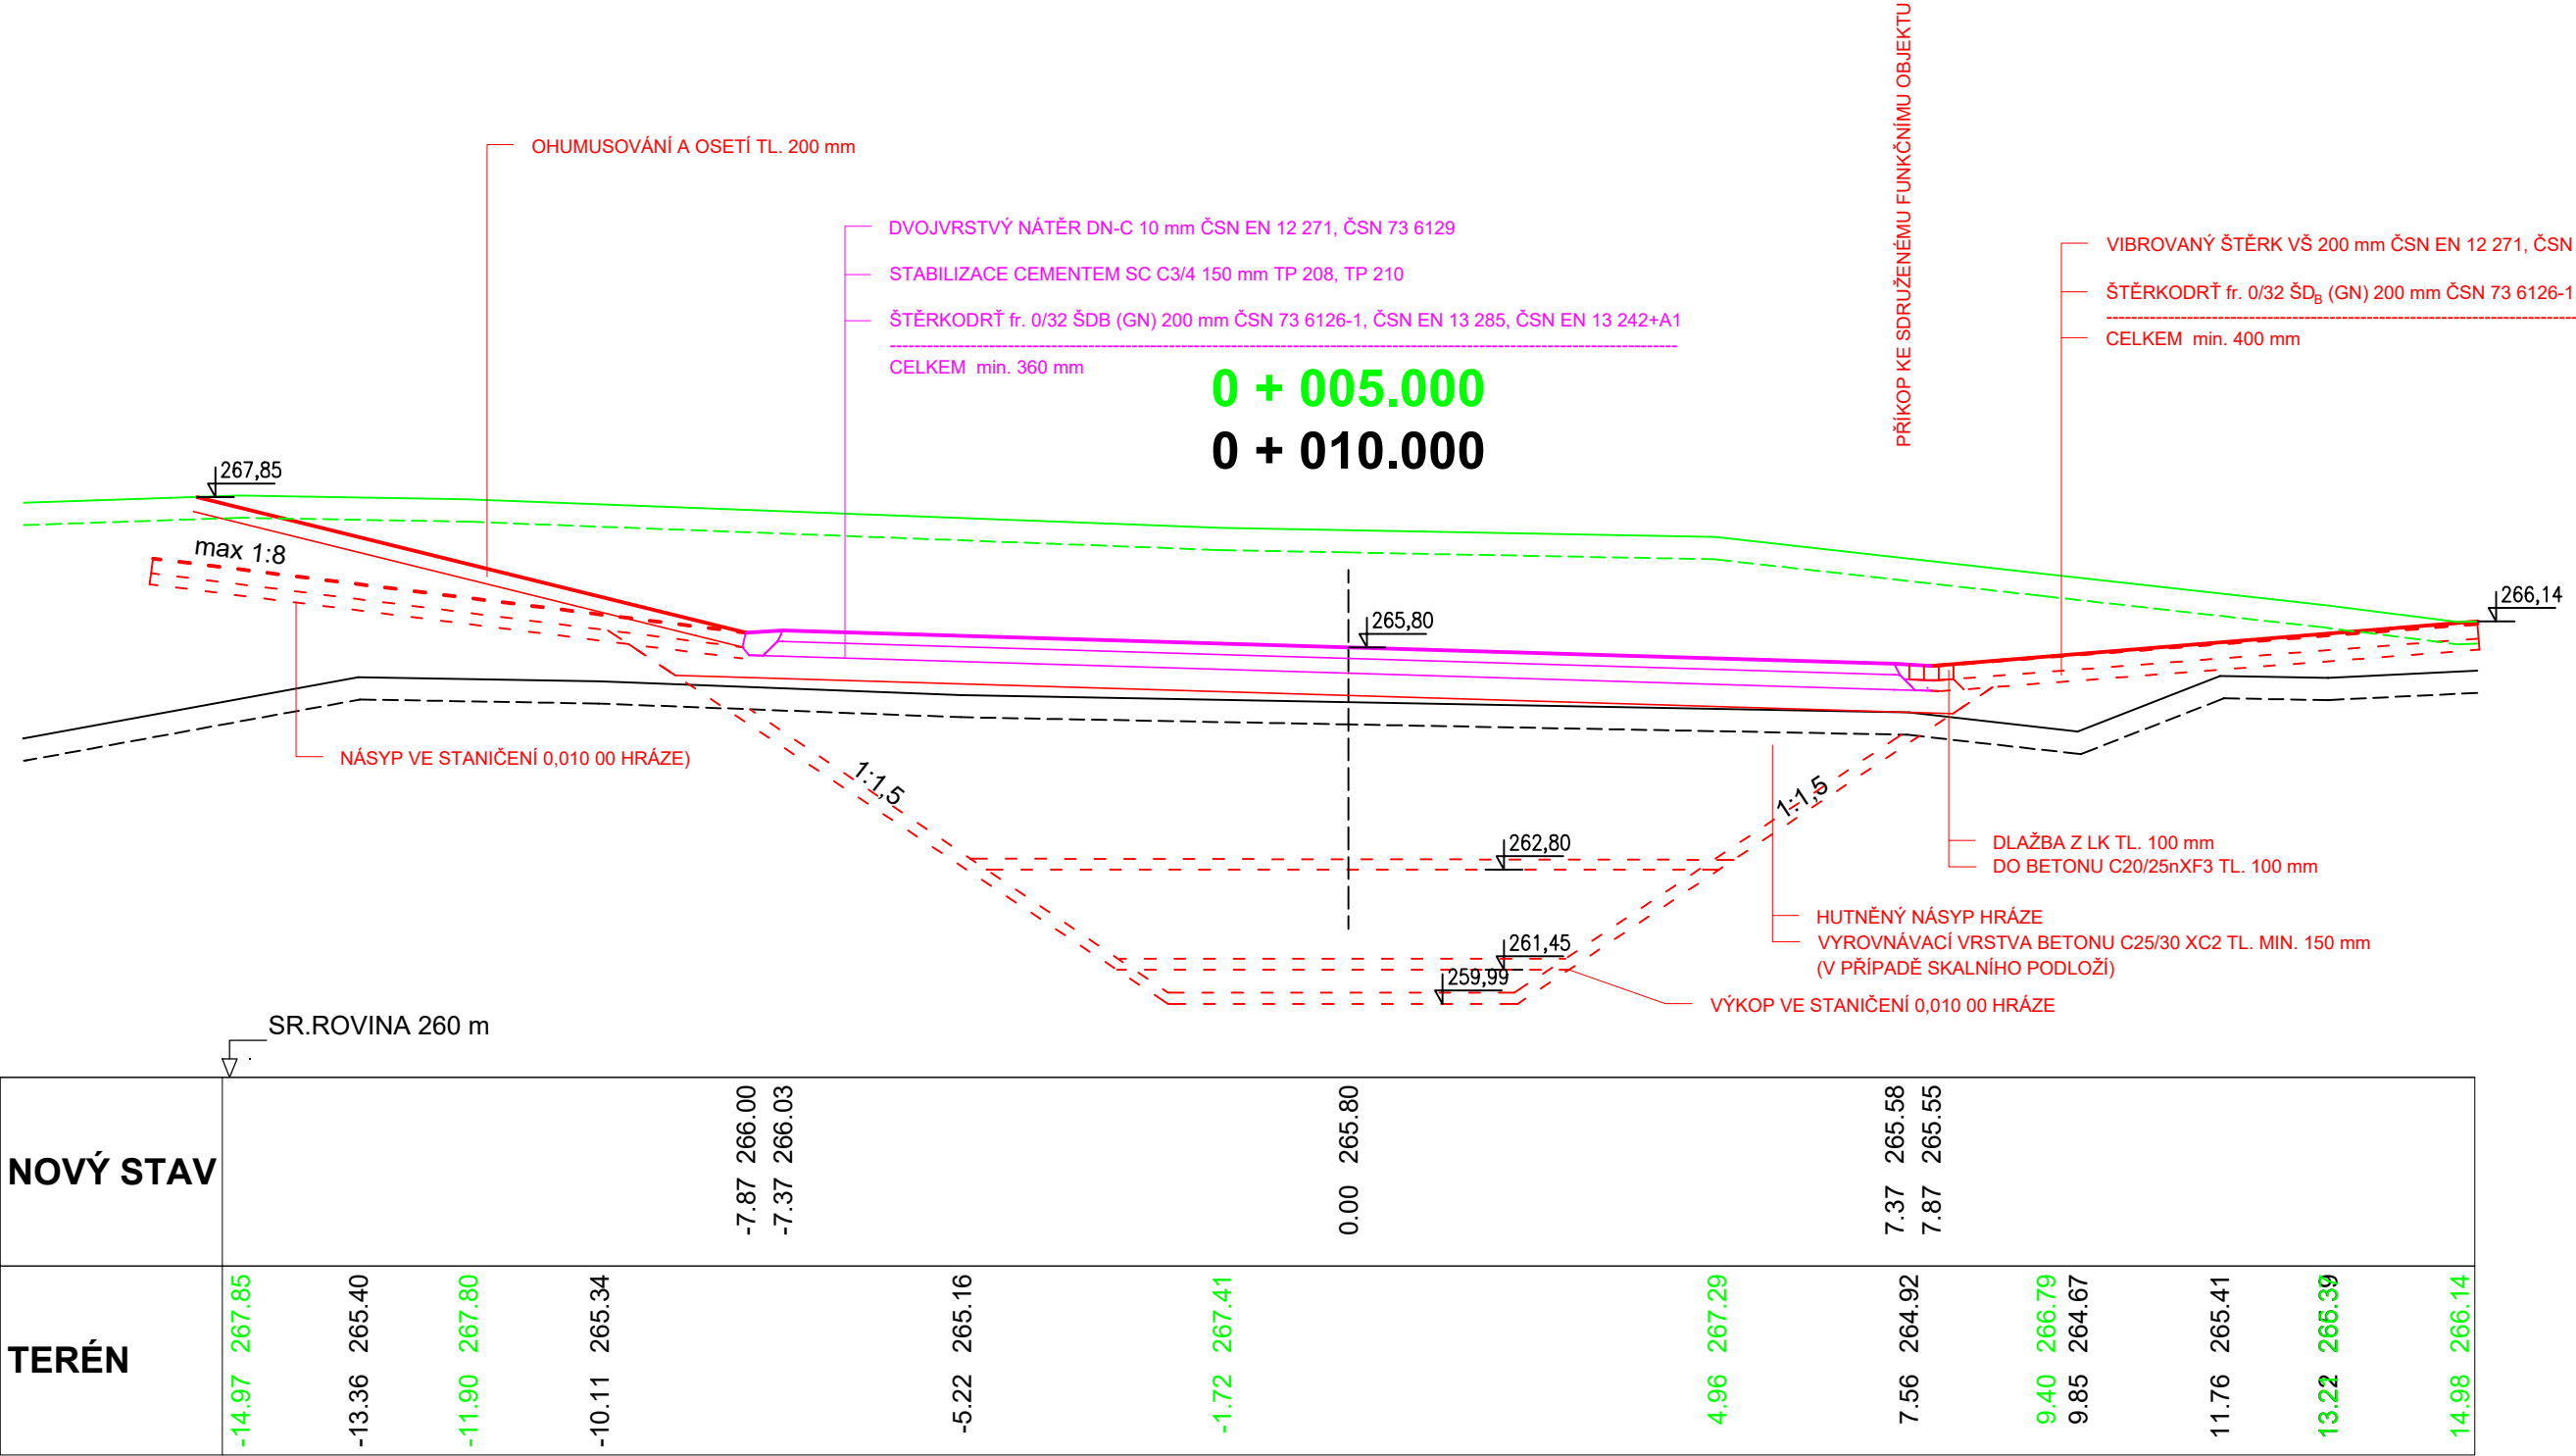 PŘÍKOP KE SDRUŽENÉMU FUNKČNÍMU OBJEKTU
OHUMUSOVÁNÍ A OSETÍ TL. 200 mm
DVOJVRSTVÝ NÁTĚR DN-C 10 mm ČSN EN 12 271, ČSN 73 6129
STABILIZACE CEMENTEM SC C3/4 150 mm TP 208, TP 210
ŠTĚRKODRŤ fr. 0/32 ŠDB (GN) 200 mm ČSN 73 6126-1, ČSN EN 13 285, ČSN EN 13 242+A1
CELKEM min. 360 mm
VIBROVANÝ ŠTĚRK VŠ 200 mm ČSN EN 12 271, ČSN
ŠTĚRKODRŤ fr. 0/32 ŠDB (GN) 200 mm ČSN 73 6126-1
CELKEM min. 400 mm
0 + 005.000
0 + 010.000
267,85
max 1:8
265,80
266,14
NÁSYP VE STANIČENÍ 0,010 00 HRÁZE)
1:1,5
1:1,5
262,80
DLAŽBA Z LK TL. 100 mm
DO BETONU C20/25nXF3 TL. 100 mm
261,45
259,99
HUTNĚNÝ NÁSYP HRÁZE
VYROVNÁVACÍ VRSTVA BETONU C25/30 XC2 TL. MIN. 150 mm
(V PŘÍPADĚ SKALNÍHO PODLOŽÍ)
VÝKOP VE STANIČENÍ 0,010 00 HRÁZE
SR.ROVINA 260 m
NOVÝ STAV
-7.87 266.00
-7.37 266.03
0.00 265.80
7.37 265.58
7.87 265.55
TERÉN
-14.97 267.85
-13.36 265.40
-11.90 267.80
-10.11 265.34
-5.22 265.16
-1.72 267.41
4.96 267.29
7.56 264.92
9.40 266.79
9.85 264.67
11.76 265.41
13.22 265.39
14.98 266.14